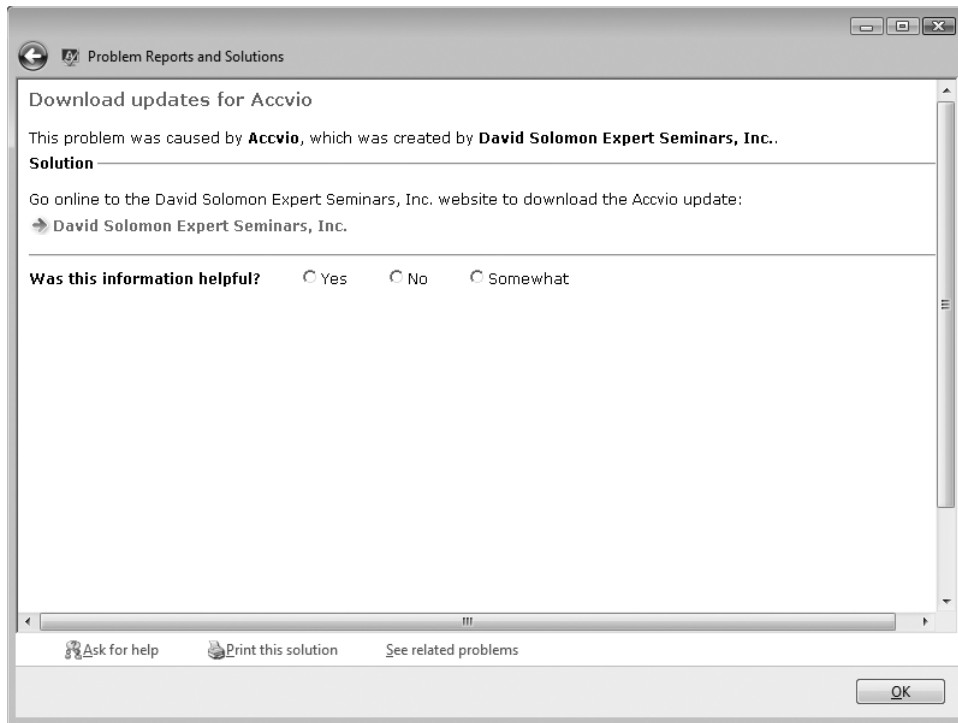 Problem Reports and Solutions
Download updates for Accvio
This problem was caused by Accvio, which was created by David Solomon Expert Seminars, Inc..
Solution
Go online to the David Solomon Expert Seminars, Inc. website to download the Accvio update:
David Solomon Expert Seminars, Inc.
Was this information helpful? Yes No Somewhat
Ask for help Print this solution See related problems
OK